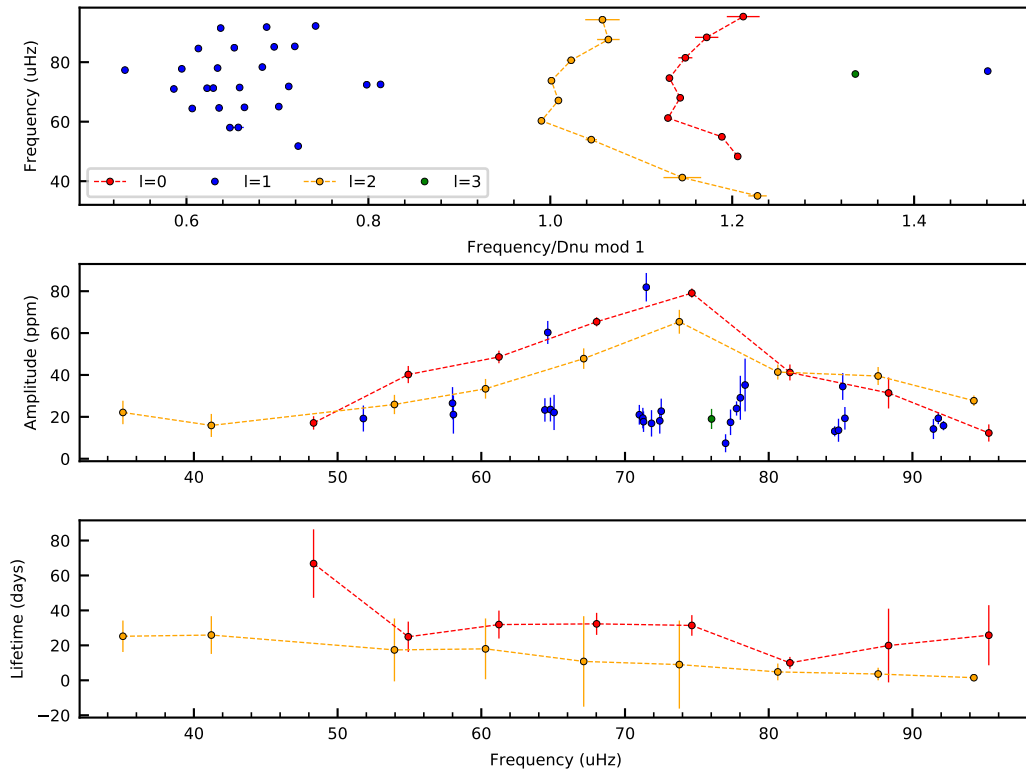 80
60
40
Frequency (uHz)
l=0 l=1 l=2 l=3
0.6 0.8 1.0 1.2 1.4
Frequency/Dnu mod 1
80
60
40
20
0
Amplitude (ppm)
40 50 60 70 80 90
80
60
40
20
0
−20
Lifetime (days)
40 50 60 70 80 90
Frequency (uHz)